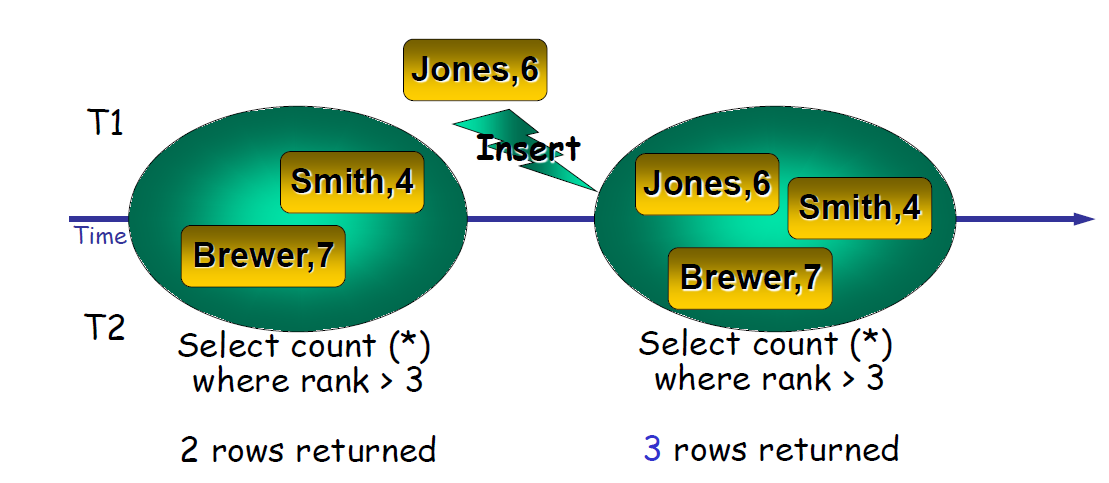 Jones,6
T1
Insert
Smith,4
Jones,6
Smith,4
Time
Brewer,7
Brewer,7
T2
Select count (*)
where rank > 3
Select count (*)
where rank > 3
2 rows returned
3 rows returned